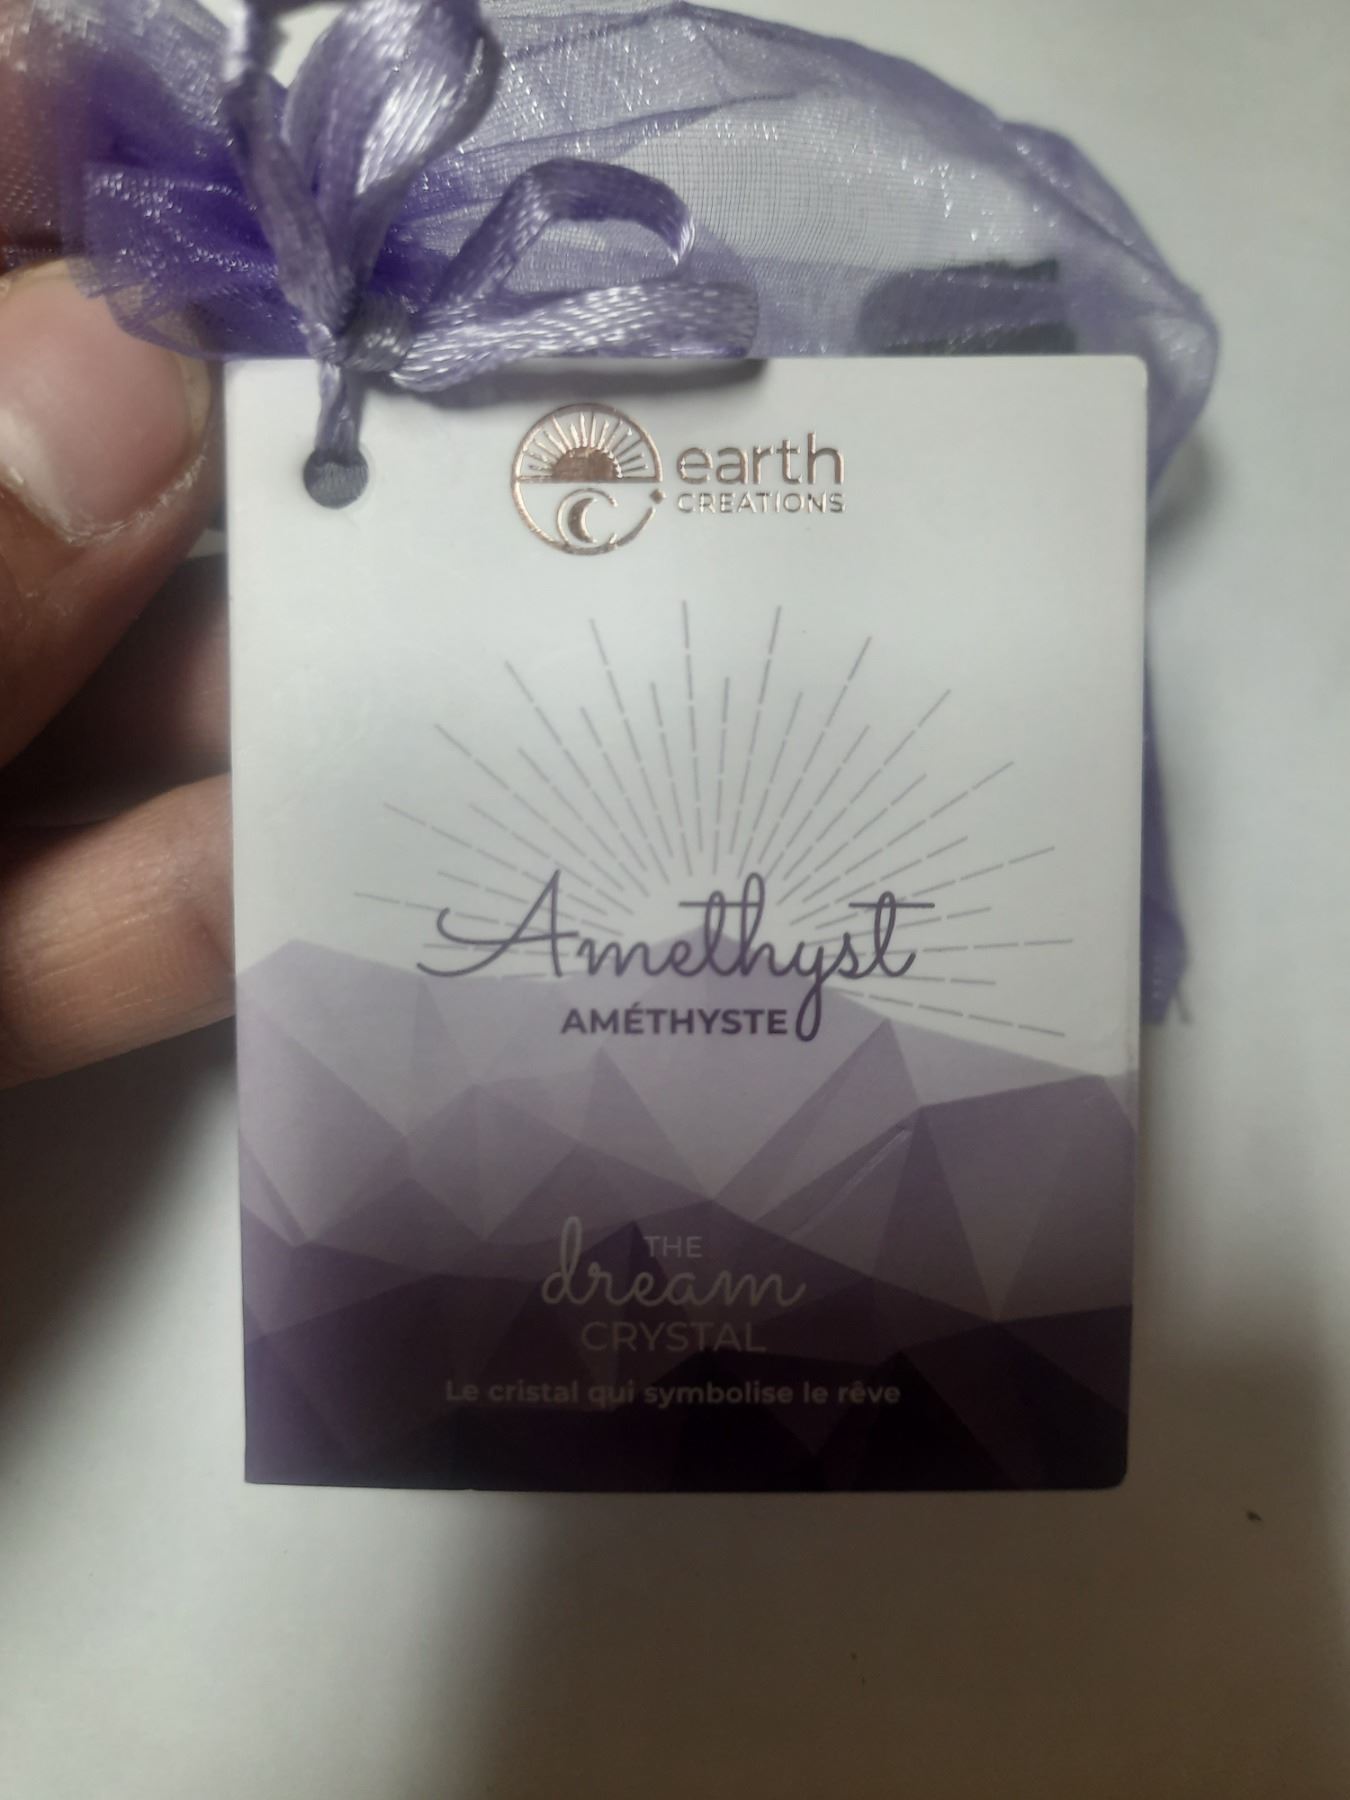 earth
CREATIONS
Amethyst
AMÉTHYSTE
THE
dream
CRYSTAL
Le cristal qui symbolise le rêve